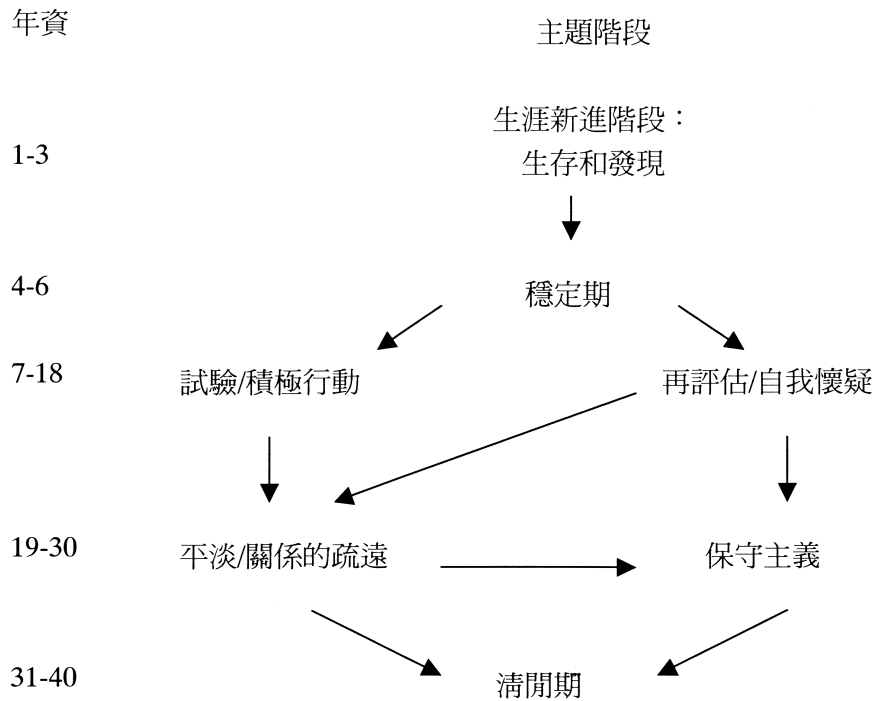 年資
主題階段
生涯新進階段：
1-3
生存和發現
4-6
穩定期
7-18
試驗/積極行動
再評估/自我懷疑
19-30
平淡/關係的疏遠
保守主義
31-40
清閒期